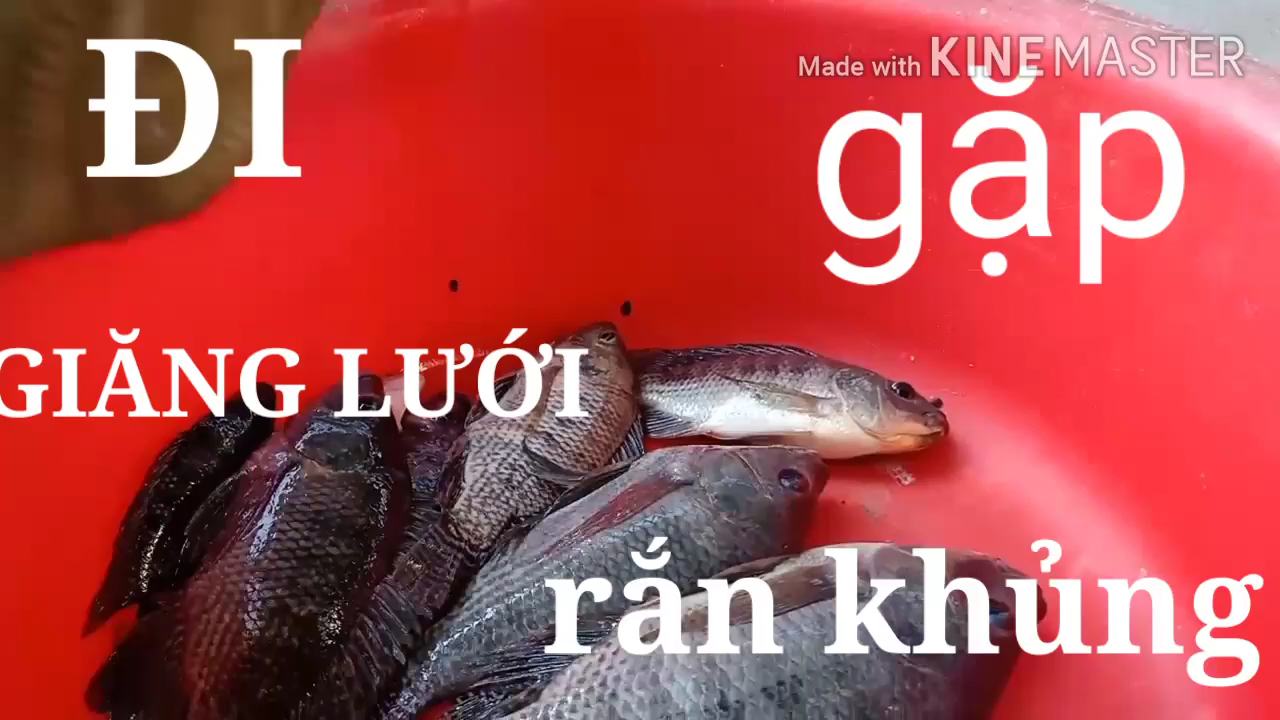 Made with KINEMASTER
ĐI
gặp
GIĂNG LƯỚI
rắn khủng